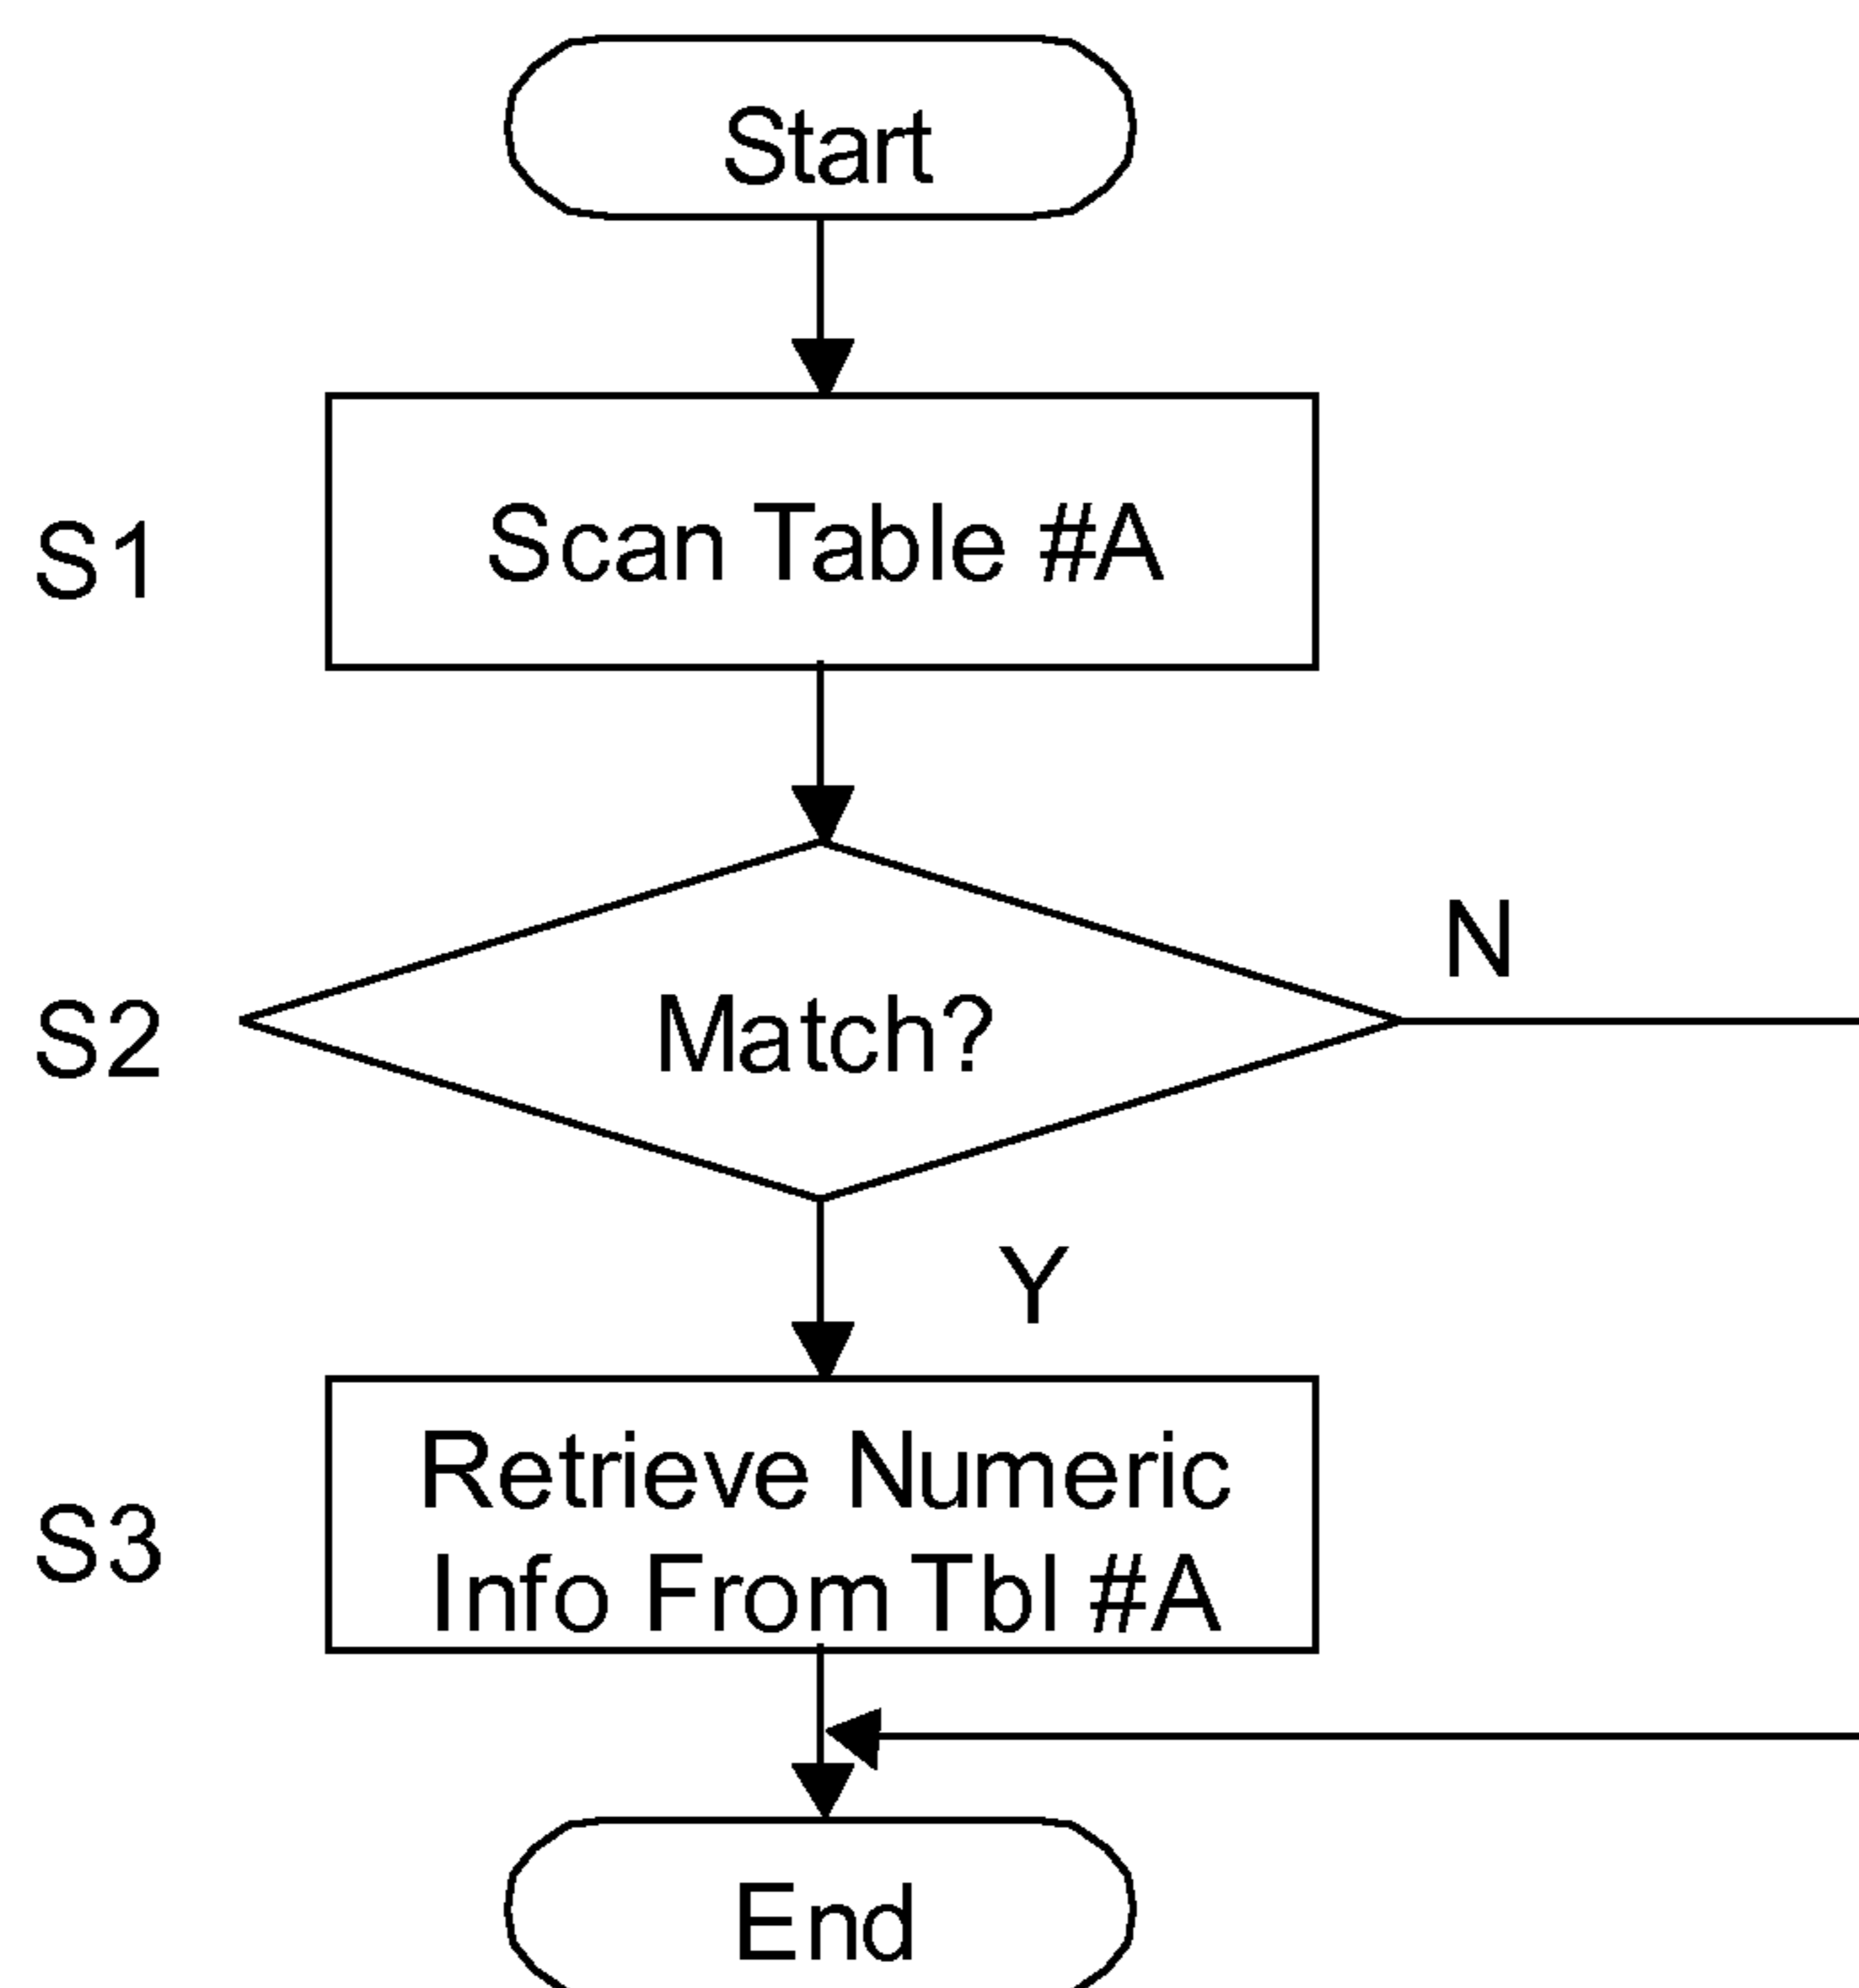 Start
S1
Scan Table #A
N
S2
Match?
Y
Retrieve Numeric
S3
Info From Tbl #A
End